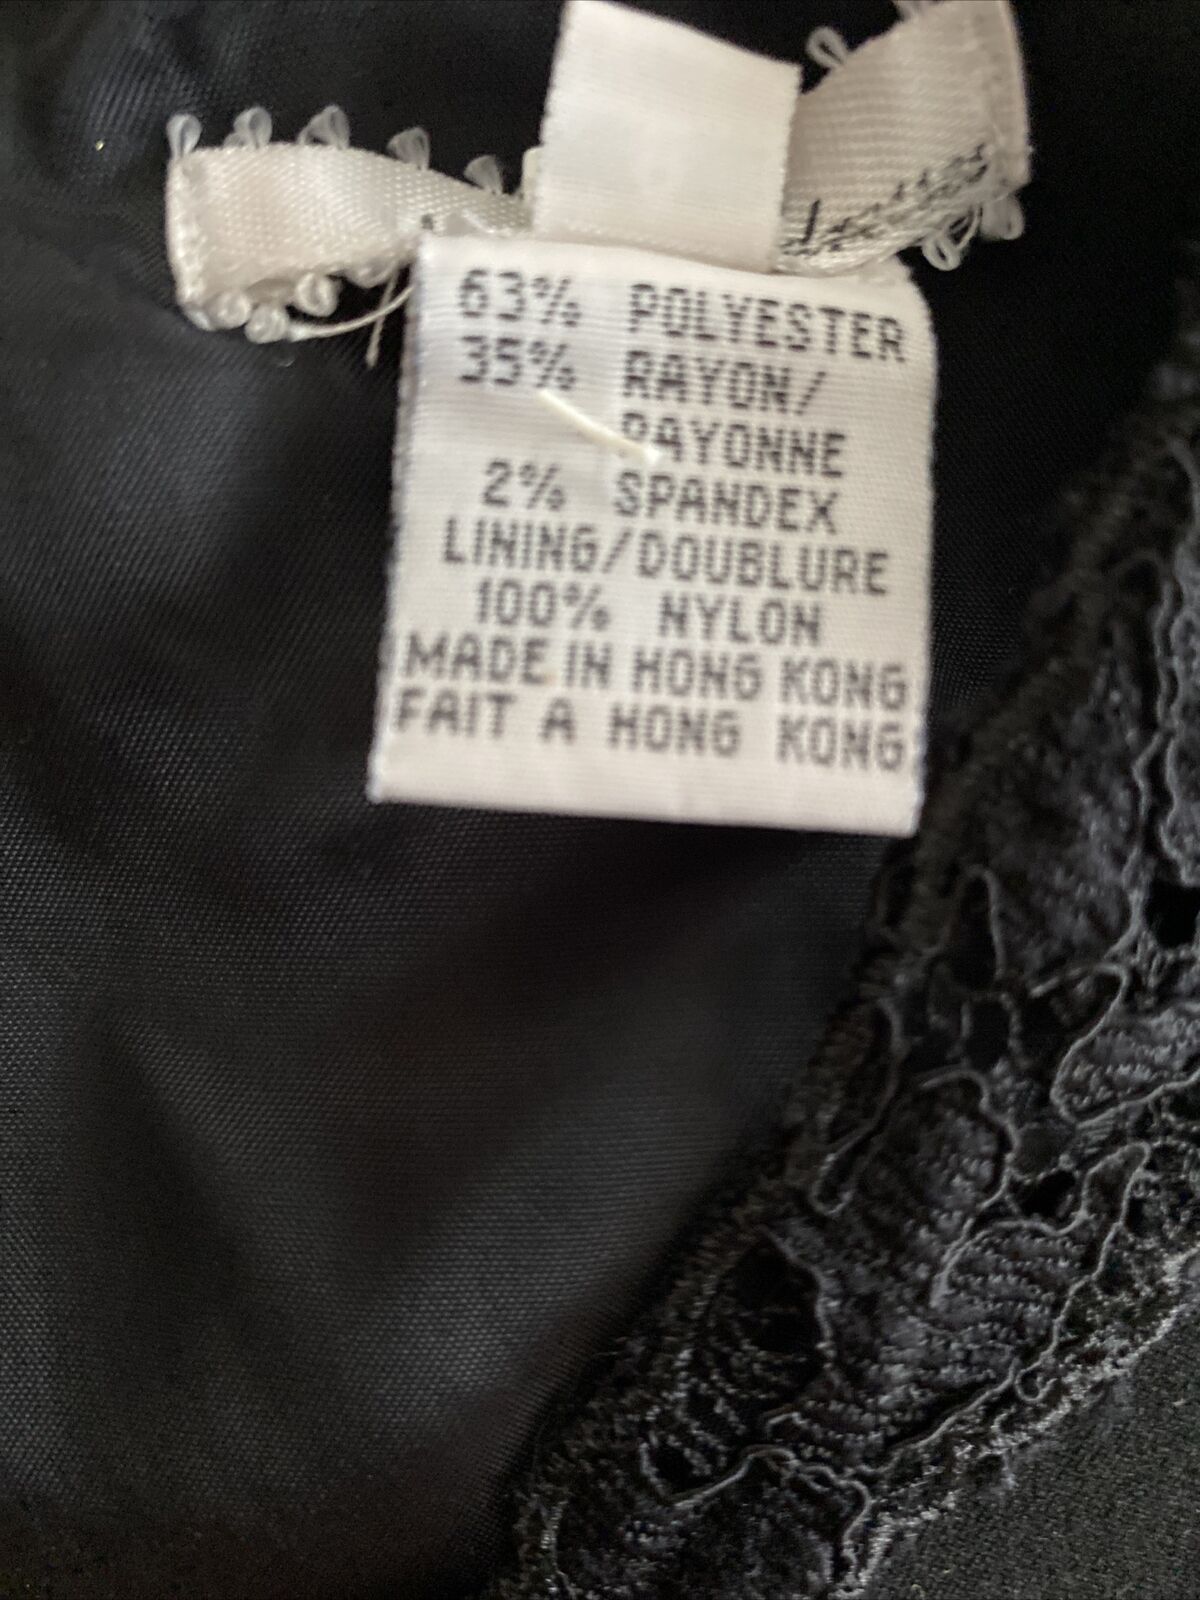 63% POLYESTER
35% RAYON/
RAYONNE
2% SPANDEX
LINING/DOUBLURE
100% NYLON
MADE IN HONG KONG
FAIT A HONG KONG